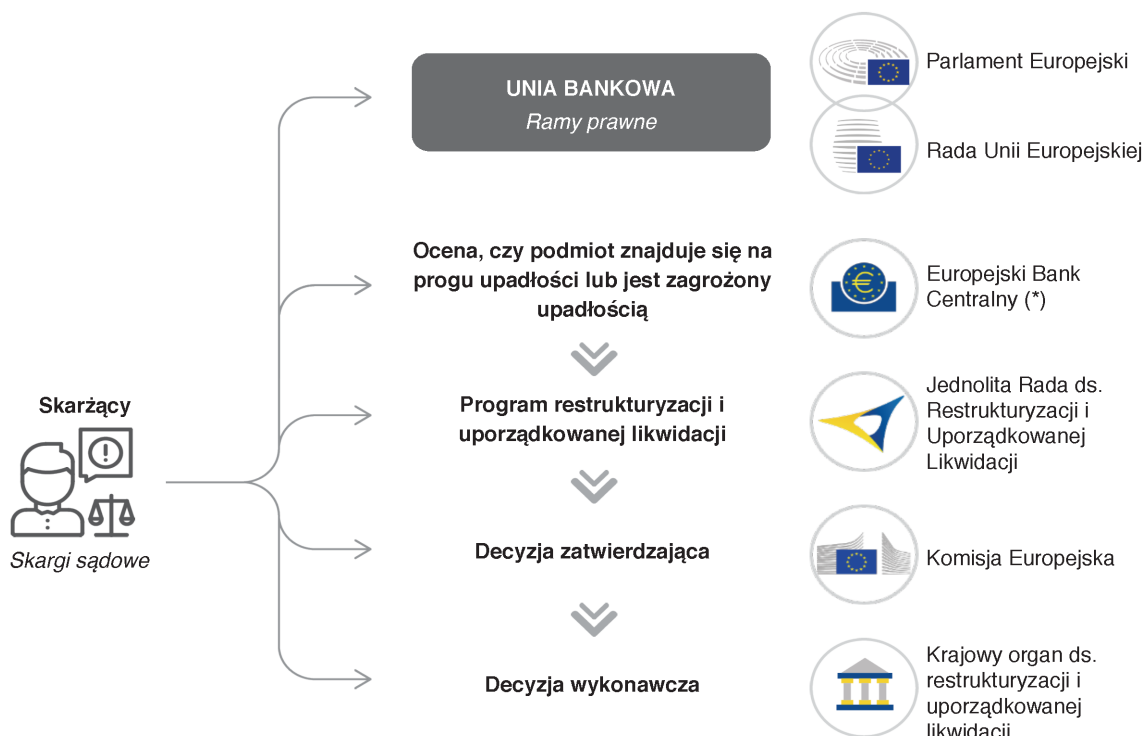 UNIA BANKOWA
Ramy prawne
Parlament Europejski
Rada Unii Europejskiej
Ocena, czy podmiot znajduje się na
progu upadłości lub jest zagrożony
upadłością
Europejski Bank
Centralny (*)
Skarżący
Skargi sądowe
Program restrukturyzacji i
uporządkowanej likwidacji
Jednolita Rada ds.
Restrukturyzacji i
Uporządkowanej
Likwidacji
Decyzja zatwierdzająca
Komisja Europejska
Decyzja wykonawcza
Krajowy organ ds.
restrukturyzacji i
uporządkowanej
likwidacji